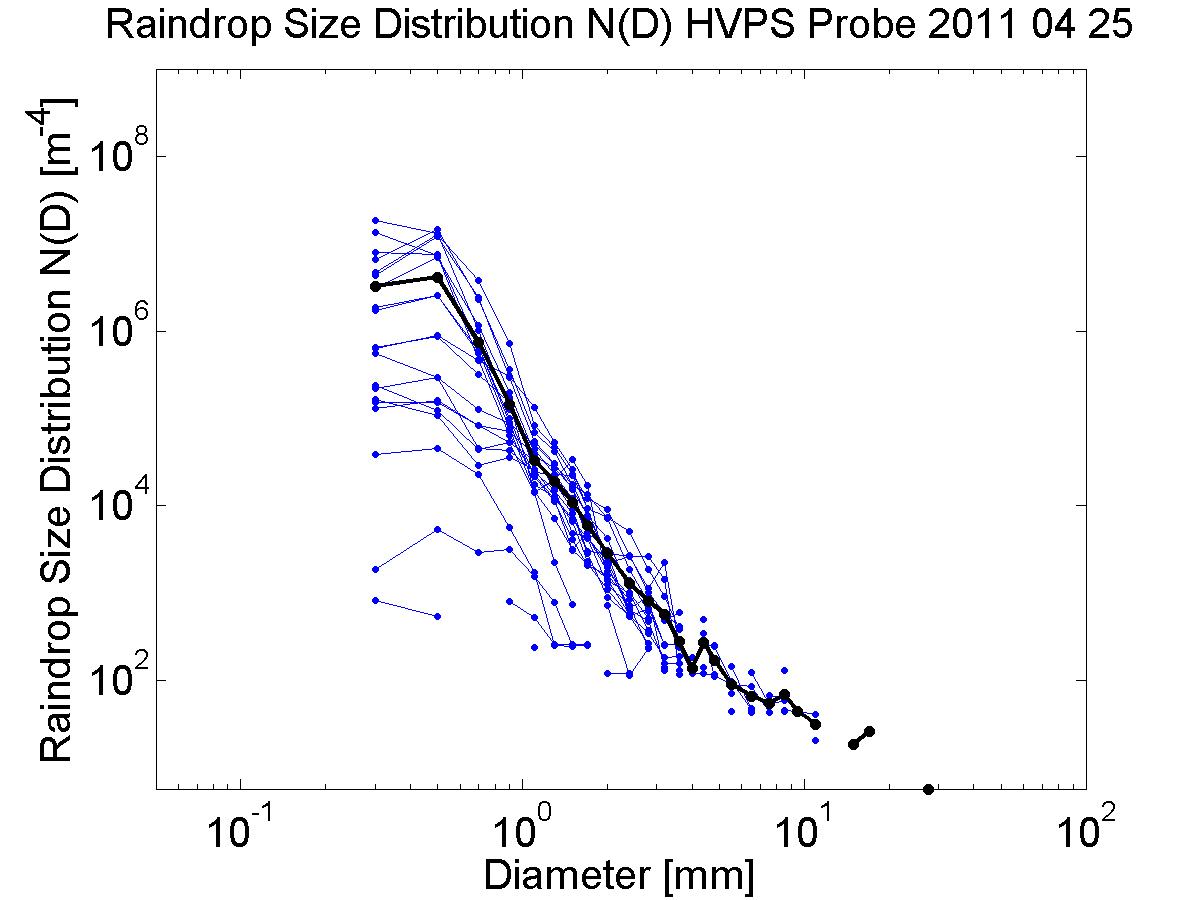 Raindrop Size Distribution N(D) HVPS Probe 2011 04 25
Raindrop Size Distribution N(D) [m^-4]
10^8
10^6
10^4
10^2
10^-1
10^0
10^1
10^2
Diameter [mm]